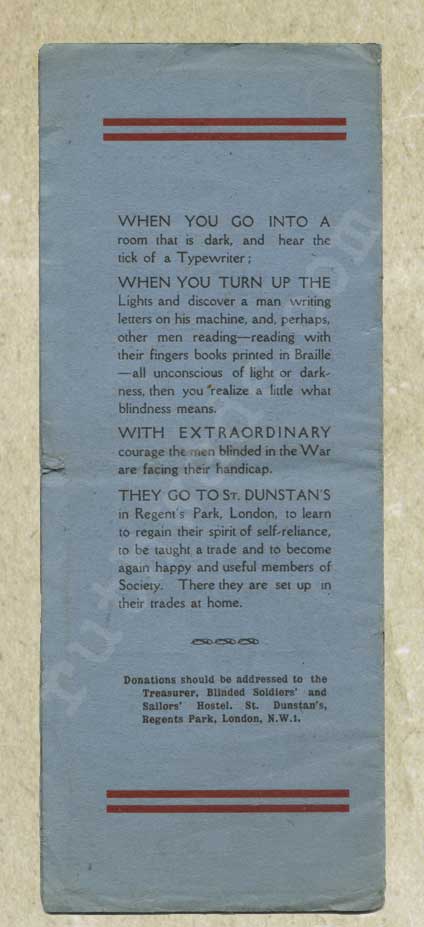 WHEN YOU GO INTO A
room that is dark, and hear the
tick of a Typewriter;
WHEN YOU TURN UP THE
Lights and discover a man writing
letters on his machine, and, perhaps,
other men reading—reading with
their fingers books printed in Braille
—all unconscious of light or dark-
ness, then you realize a little what
blindness means.
WITH EXTRAORDINARY
courage the men blinded in the War
are facing their handicap.
THEY GO TO ST. DUNSTAN'S
in Regent's Park, London, to learn
to regain their spirit of self-reliance,
to be taught a trade and to become
again happy and useful members of
Society. There they are set up in
their trades at home.
Donations should be addressed to the
Treasurer, Blinded Soldiers' and
Sailors' Hostel. St. Dunstan's,
Regents Park, London, N.W.1.